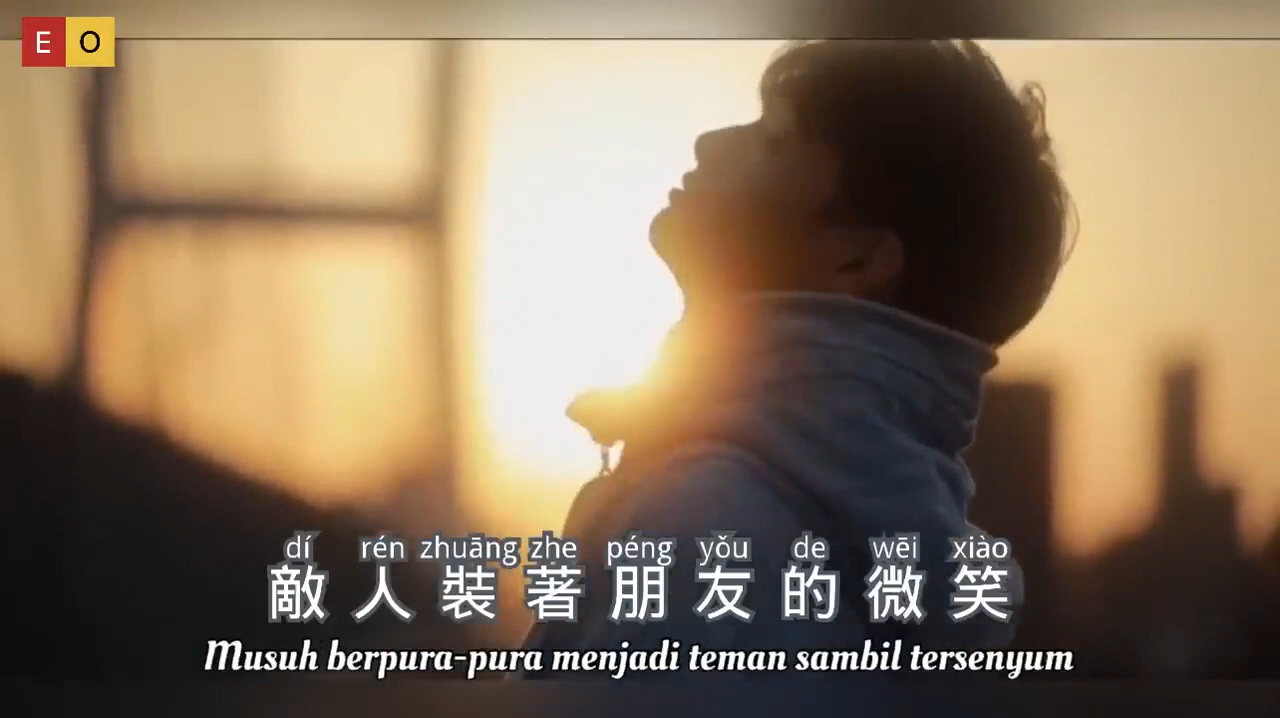 E O
dí rén zhuāng zhe péng yǒu de wēi xiào
敵人裝著朋友的微笑
Musuh berpura-pura menjadi teman sambil tersenyum